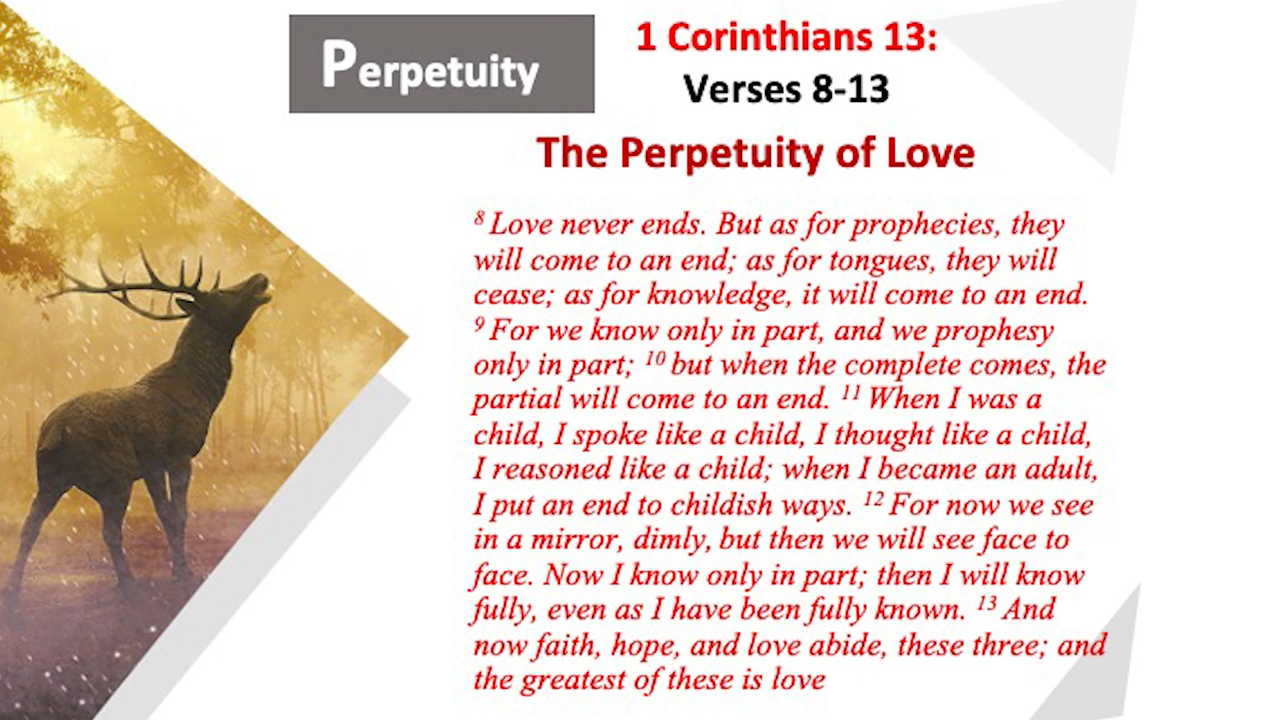 Perpetuity
1 Corinthians 13:
Verses 8-13
The Perpetuity of Love
8 Love never ends. But as for prophecies, they
will come to an end; as for tongues, they will
cease; as for knowledge, it will come to an end.
9 For we know only in part, and we prophesy
only in part; 10 but when the complete comes, the
partial will come to an end. 11 When I was a
child, I spoke like a child, I thought like a child,
I reasoned like a child; when I became an adult,
I put an end to childish ways. 12 For now we see
in a mirror, dimly, but then we will see face to
face. Now I know only in part; then I will know
fully, even as I have been fully known. 13 And
now faith, hope, and love abide, these three; and
the greatest of these is love